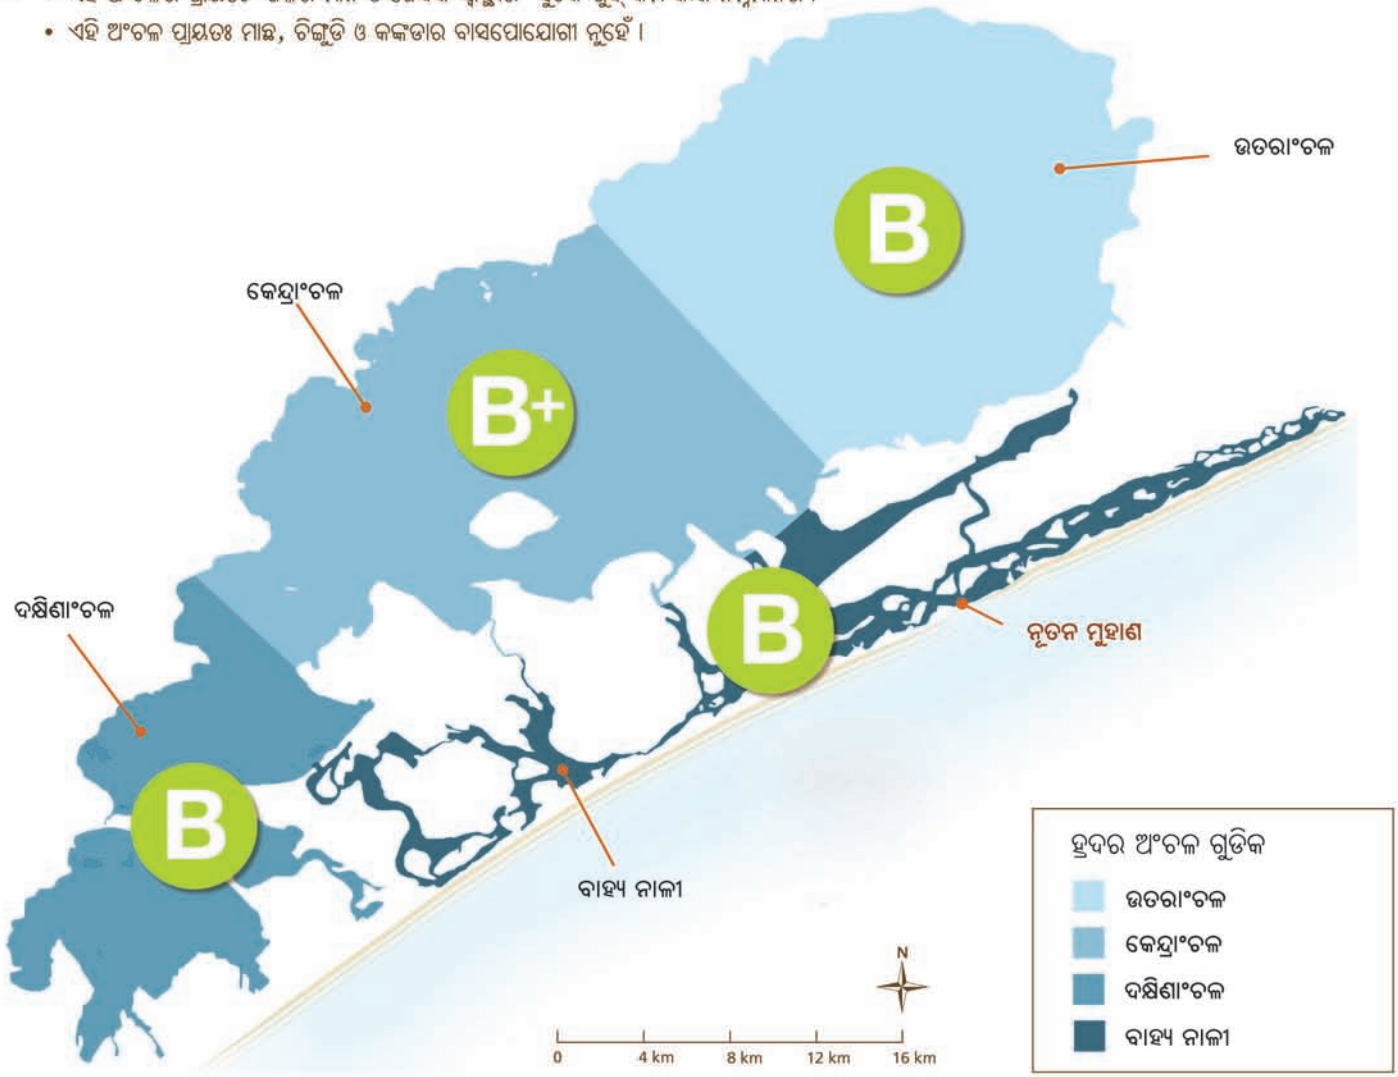 • ଏହି ଅଂଚଳ ପ୍ରାୟତଃ ମାଛ, ଚିଙ୍ଗୁଡି ଓ କଙ୍କଡାର ବାସପୋଯୋଗୀ ନୁହେଁ ।
ଉତରାଂଚଳ
B
କେନ୍ଦ୍ରାଂଚଳ
B+
ଦକ୍ଷିଣାଂଚଳ
B
ନୂତନ ମୁହାଣ
B
ବାହ୍ୟ ନାଳୀ
ହ୍ରଦର ଅଂଚଳ ଗୁଡିକ
ଉତରାଂଚଳ
କେନ୍ଦ୍ରାଂଚଳ
ଦକ୍ଷିଣାଂଚଳ
ବାହ୍ୟ ନାଳୀ
N
0 4 km 8 km 12 km 16 km